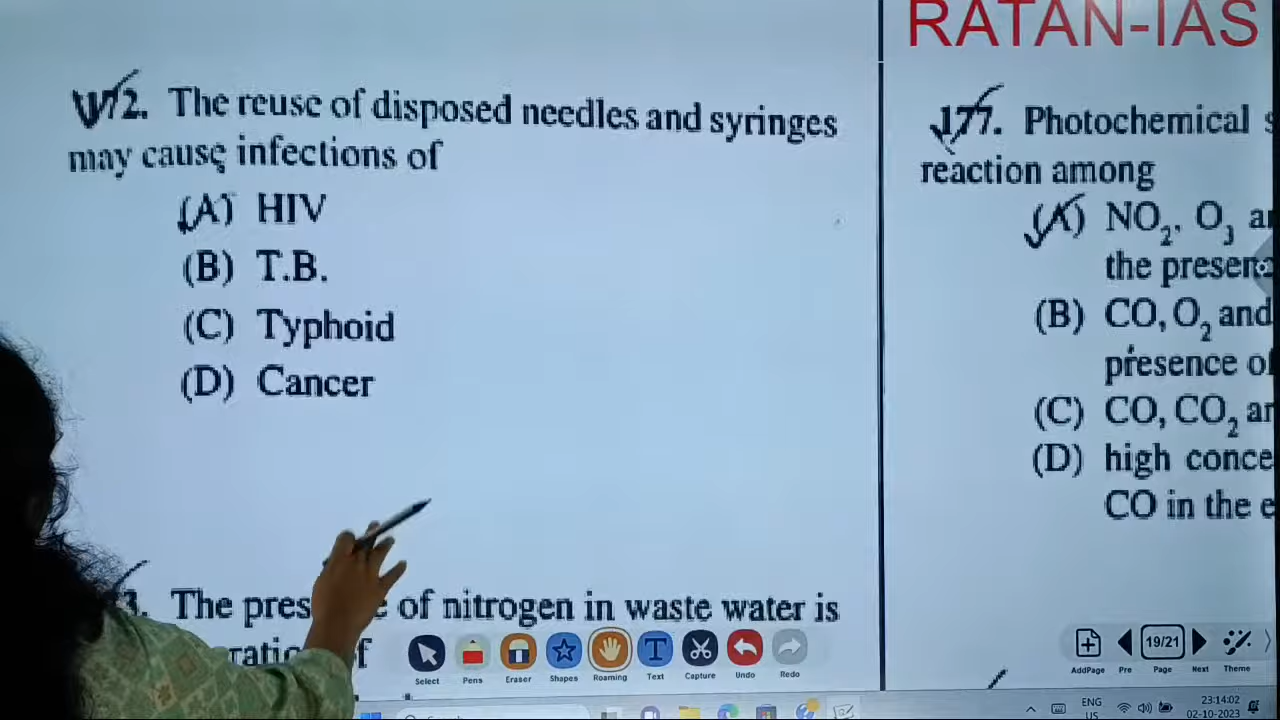 RATAN-IAS
172. The reuse of disposed needles and syringes
may cause infections of
(A) HIV
(B) T.B.
(C) Typhoid
(D) Cancer
The of nitrogen in waste water is
177. Photochemical
reaction among
(A) NO₂, O₃
the
(B) CO, O₂ and
presence
(C) CO, CO₂
(D) high
CO in the
Select Pens Eraser Shapes Roaming Text Capture Undo Redo
19/21
AddPage Pre Page Next Theme
ENG
US
23:14:02
02-10-2023